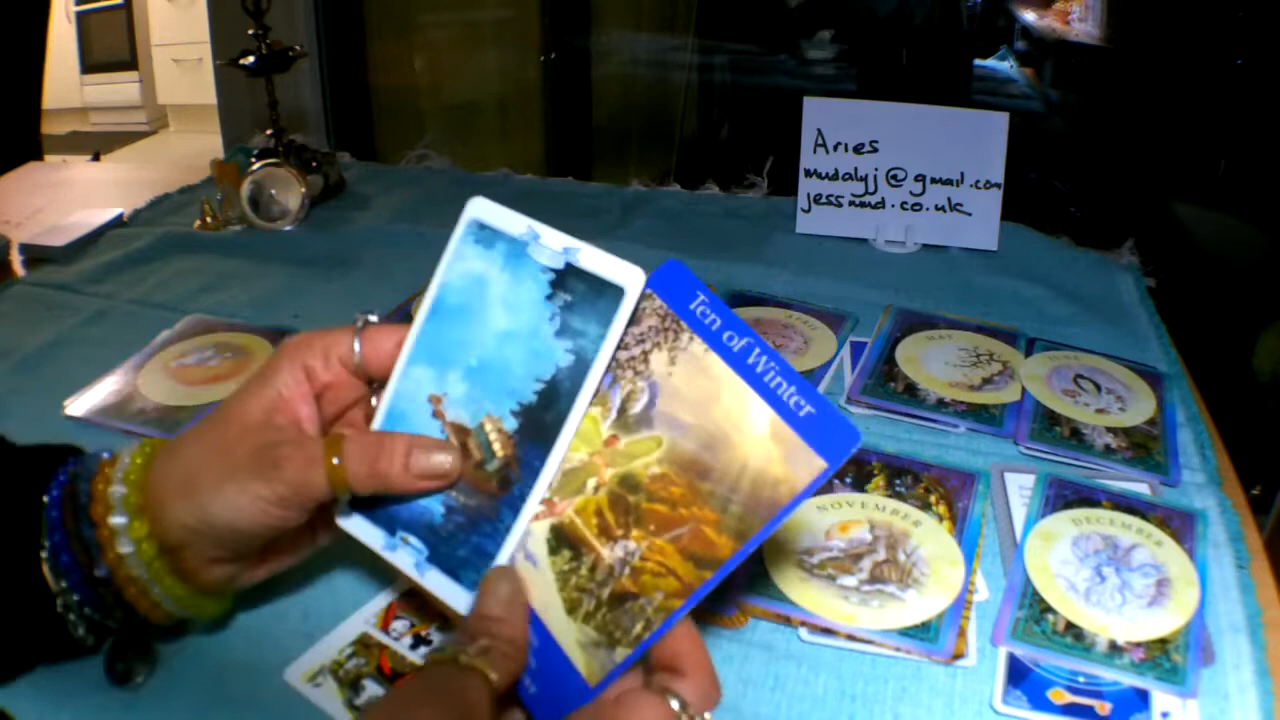 Aries
mudalyj@gmail.com
jessmud.co.uk
Ten of Winter
APRIL
MAY
JUNE
NOVEMBER
DECEMBER